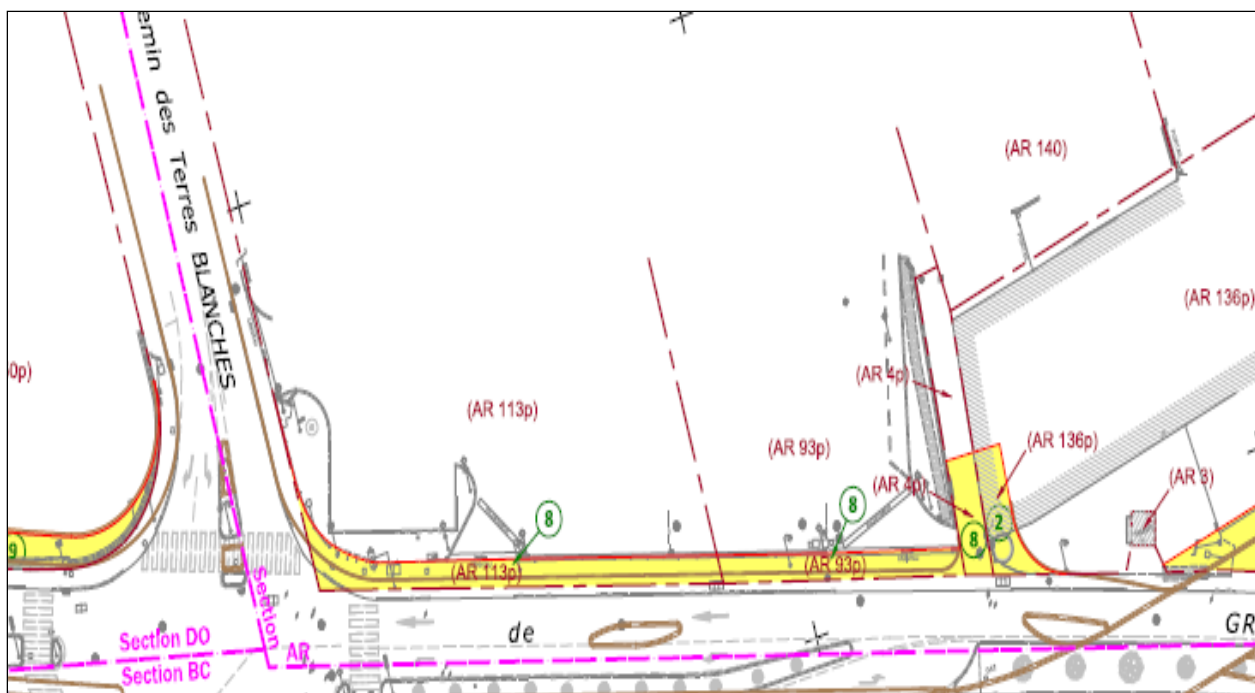 emin des Terres BLANCHES
(AR 140)
(AR 136p)
0p)
(AR 4p)
(AR 113p)
(AR 93p)
(AR 136p)
(AR 3)
(AR 4p)
8
8
2
8
9
(AR 113p)
(AR 93p)
Section
Section DO
AR
Section BC
de
GR